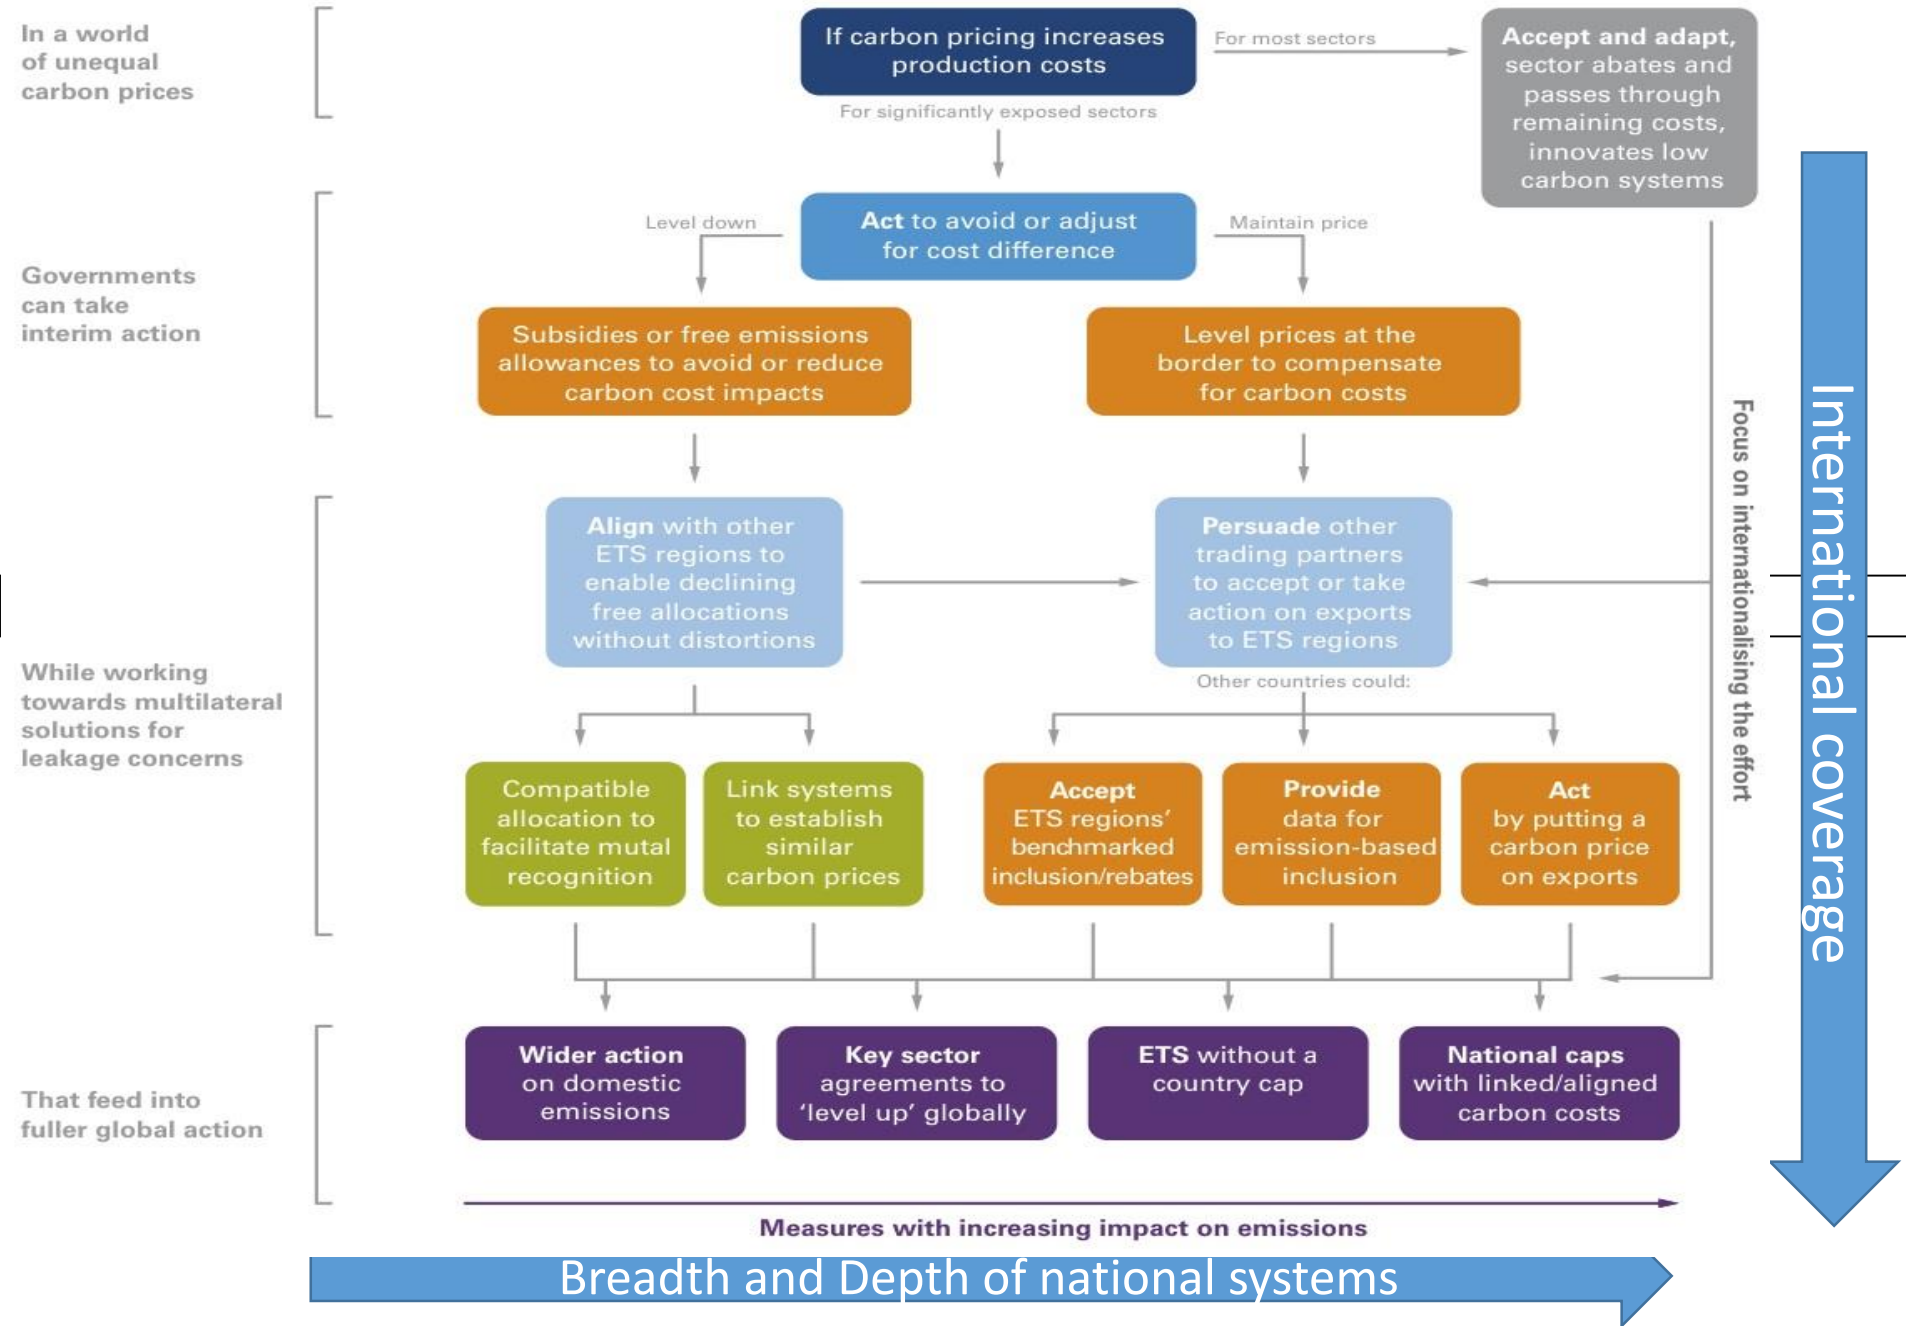 In a world
of unequal
carbon prices
If carbon pricing increases
production costs
For most sectors
Accept and adapt,
sector abates and
passes through
remaining costs,
innovates low
carbon systems
For significantly exposed sectors
Governments
can take
interim action
Level down
Act to avoid or adjust
for cost difference
Maintain price
Subsidies or free emissions
allowances to avoid or reduce
carbon cost impacts
Level prices at the
border to compensate
for carbon costs
While working
towards multilateral
solutions for
leakage concerns
Align with other
ETS regions to
enable declining
free allocations
without distortions
Persuade other
trading partners
to accept or take
action on exports
to ETS regions
Other countries could:
Focus on internationalising the effort
International coverage
Compatible
allocation to
facilitate mutal
recognition
Link systems
to establish
similar
carbon prices
Accept
ETS regions’
benchmarked
inclusion/rebates
Provide
data for
emission-based
inclusion
Act
by putting a
carbon price
on exports
That feed into
fuller global action
Wider action
on domestic
emissions
Key sector
agreements to
‘level up’ globally
ETS without a
country cap
National caps
with linked/aligned
carbon costs
Measures with increasing impact on emissions
Breadth and Depth of national systems